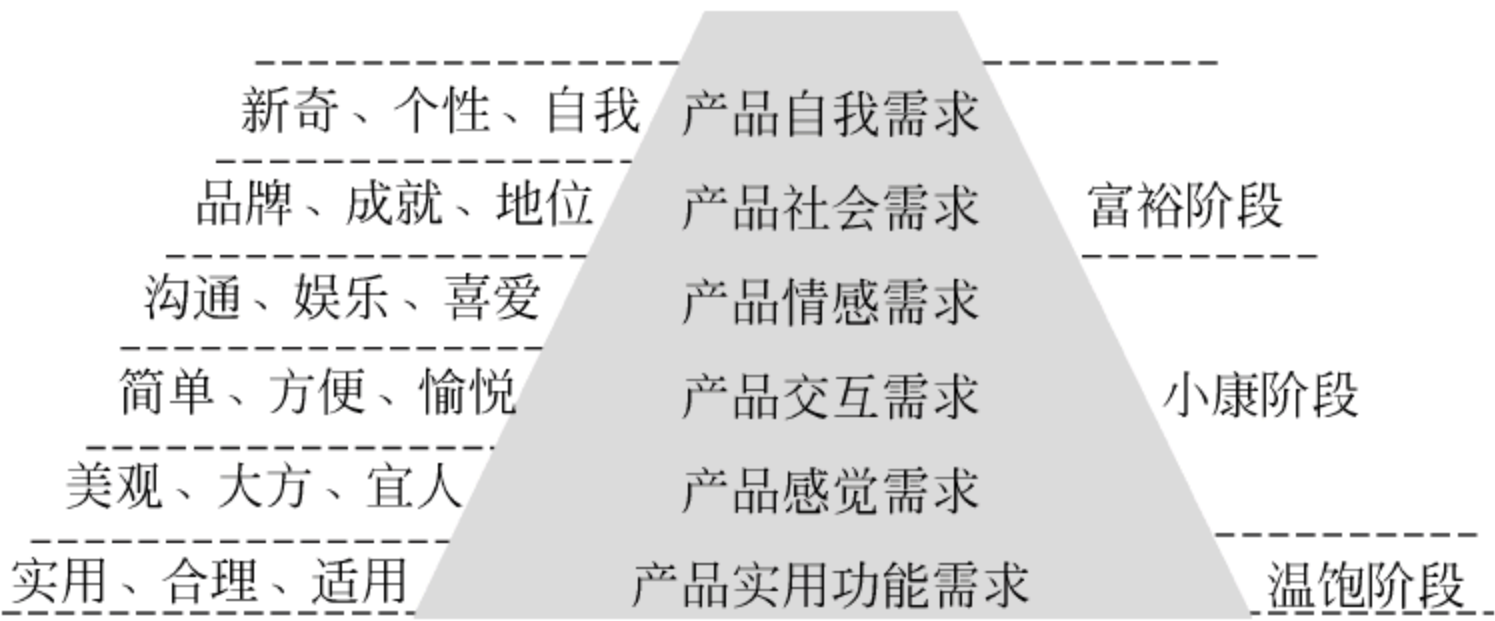 新奇、个性、自我 产品自我需求
品牌、成就、地位 产品社会需求 富裕阶段
沟通、娱乐、喜爱 产品情感需求
简单、方便、愉悦 产品交互需求 小康阶段
美观、大方、宜人 产品感觉需求
实用、合理、适用 产品实用功能需求 温饱阶段